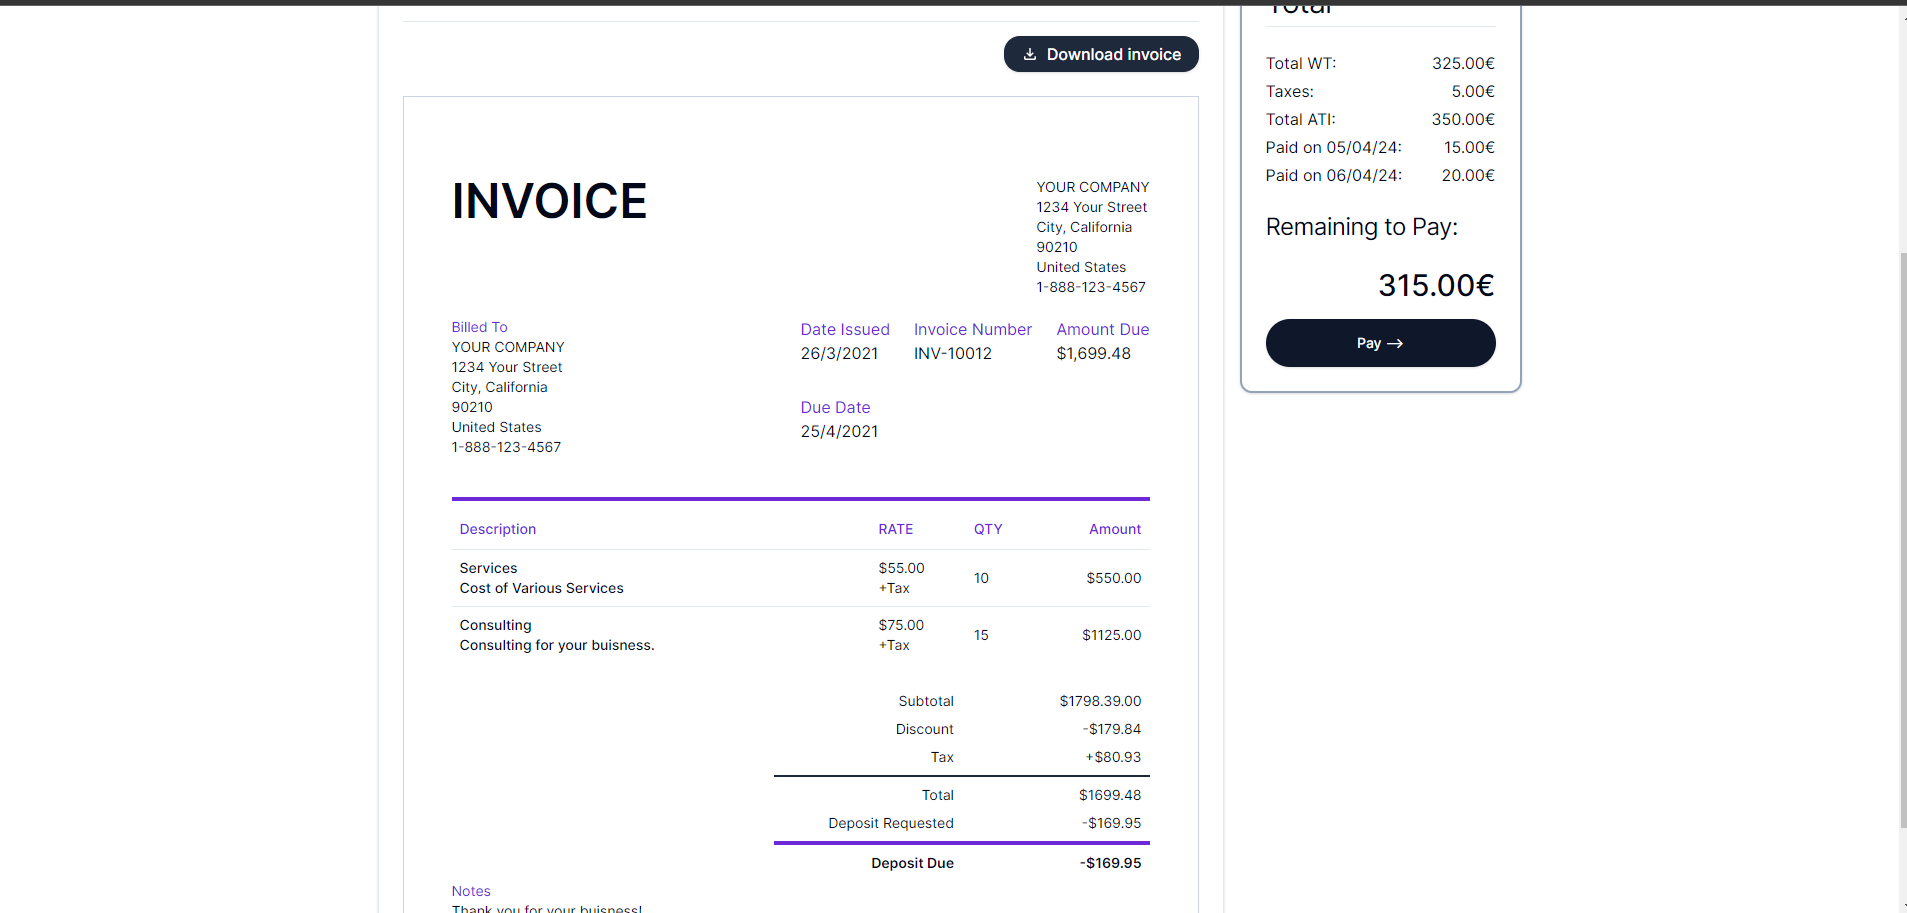 Download invoice
INVOICE
YOUR COMPANY
1234 Your Street
City, California
90210
United States
1-888-123-4567
Billed To
YOUR COMPANY
1234 Your Street
City, California
90210
United States
1-888-123-4567
Date Issued Invoice Number Amount Due
26/3/2021 INV-10012 $1,699.48
Due Date
25/4/2021
Description RATE QTY Amount
Services
Cost of Various Services
$55.00
+Tax
10
$550.00
Consulting
Consulting for your buisness.
$75.00
+Tax
15
$1125.00
Subtotal $1798.39.00
Discount -$179.84
Tax +$80.93
Total $1699.48
Deposit Requested -$169.95
Deposit Due -$169.95
Notes
Thank you for your buisness!
Total
Total WT: 325.00€
Taxes: 5.00€
Total ATI: 350.00€
Paid on 05/04/24: 15.00€
Paid on 06/04/24: 20.00€
Remaining to Pay:
315.00€
Pay →